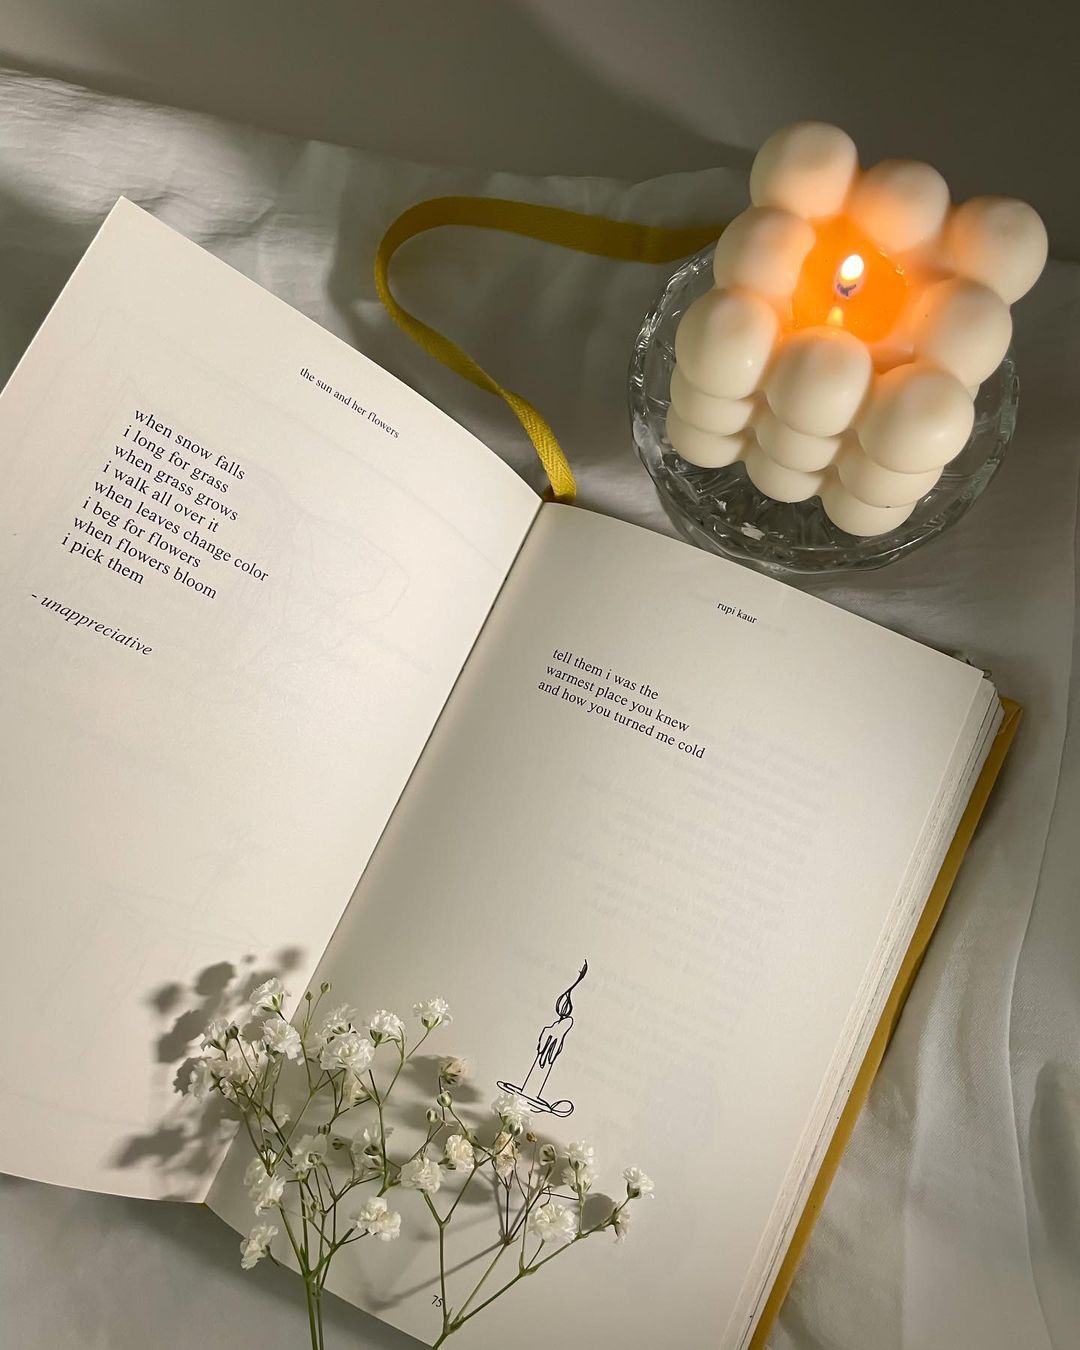 the sun and her flowers
when snow falls
i long for grass
when grass grows
i walk all over it
when leaves change color
i beg for flowers
when flowers bloom
i pick them
- unappreciative
rupi kaur
tell them i was the
warmest place you knew
and how you turned me cold
75